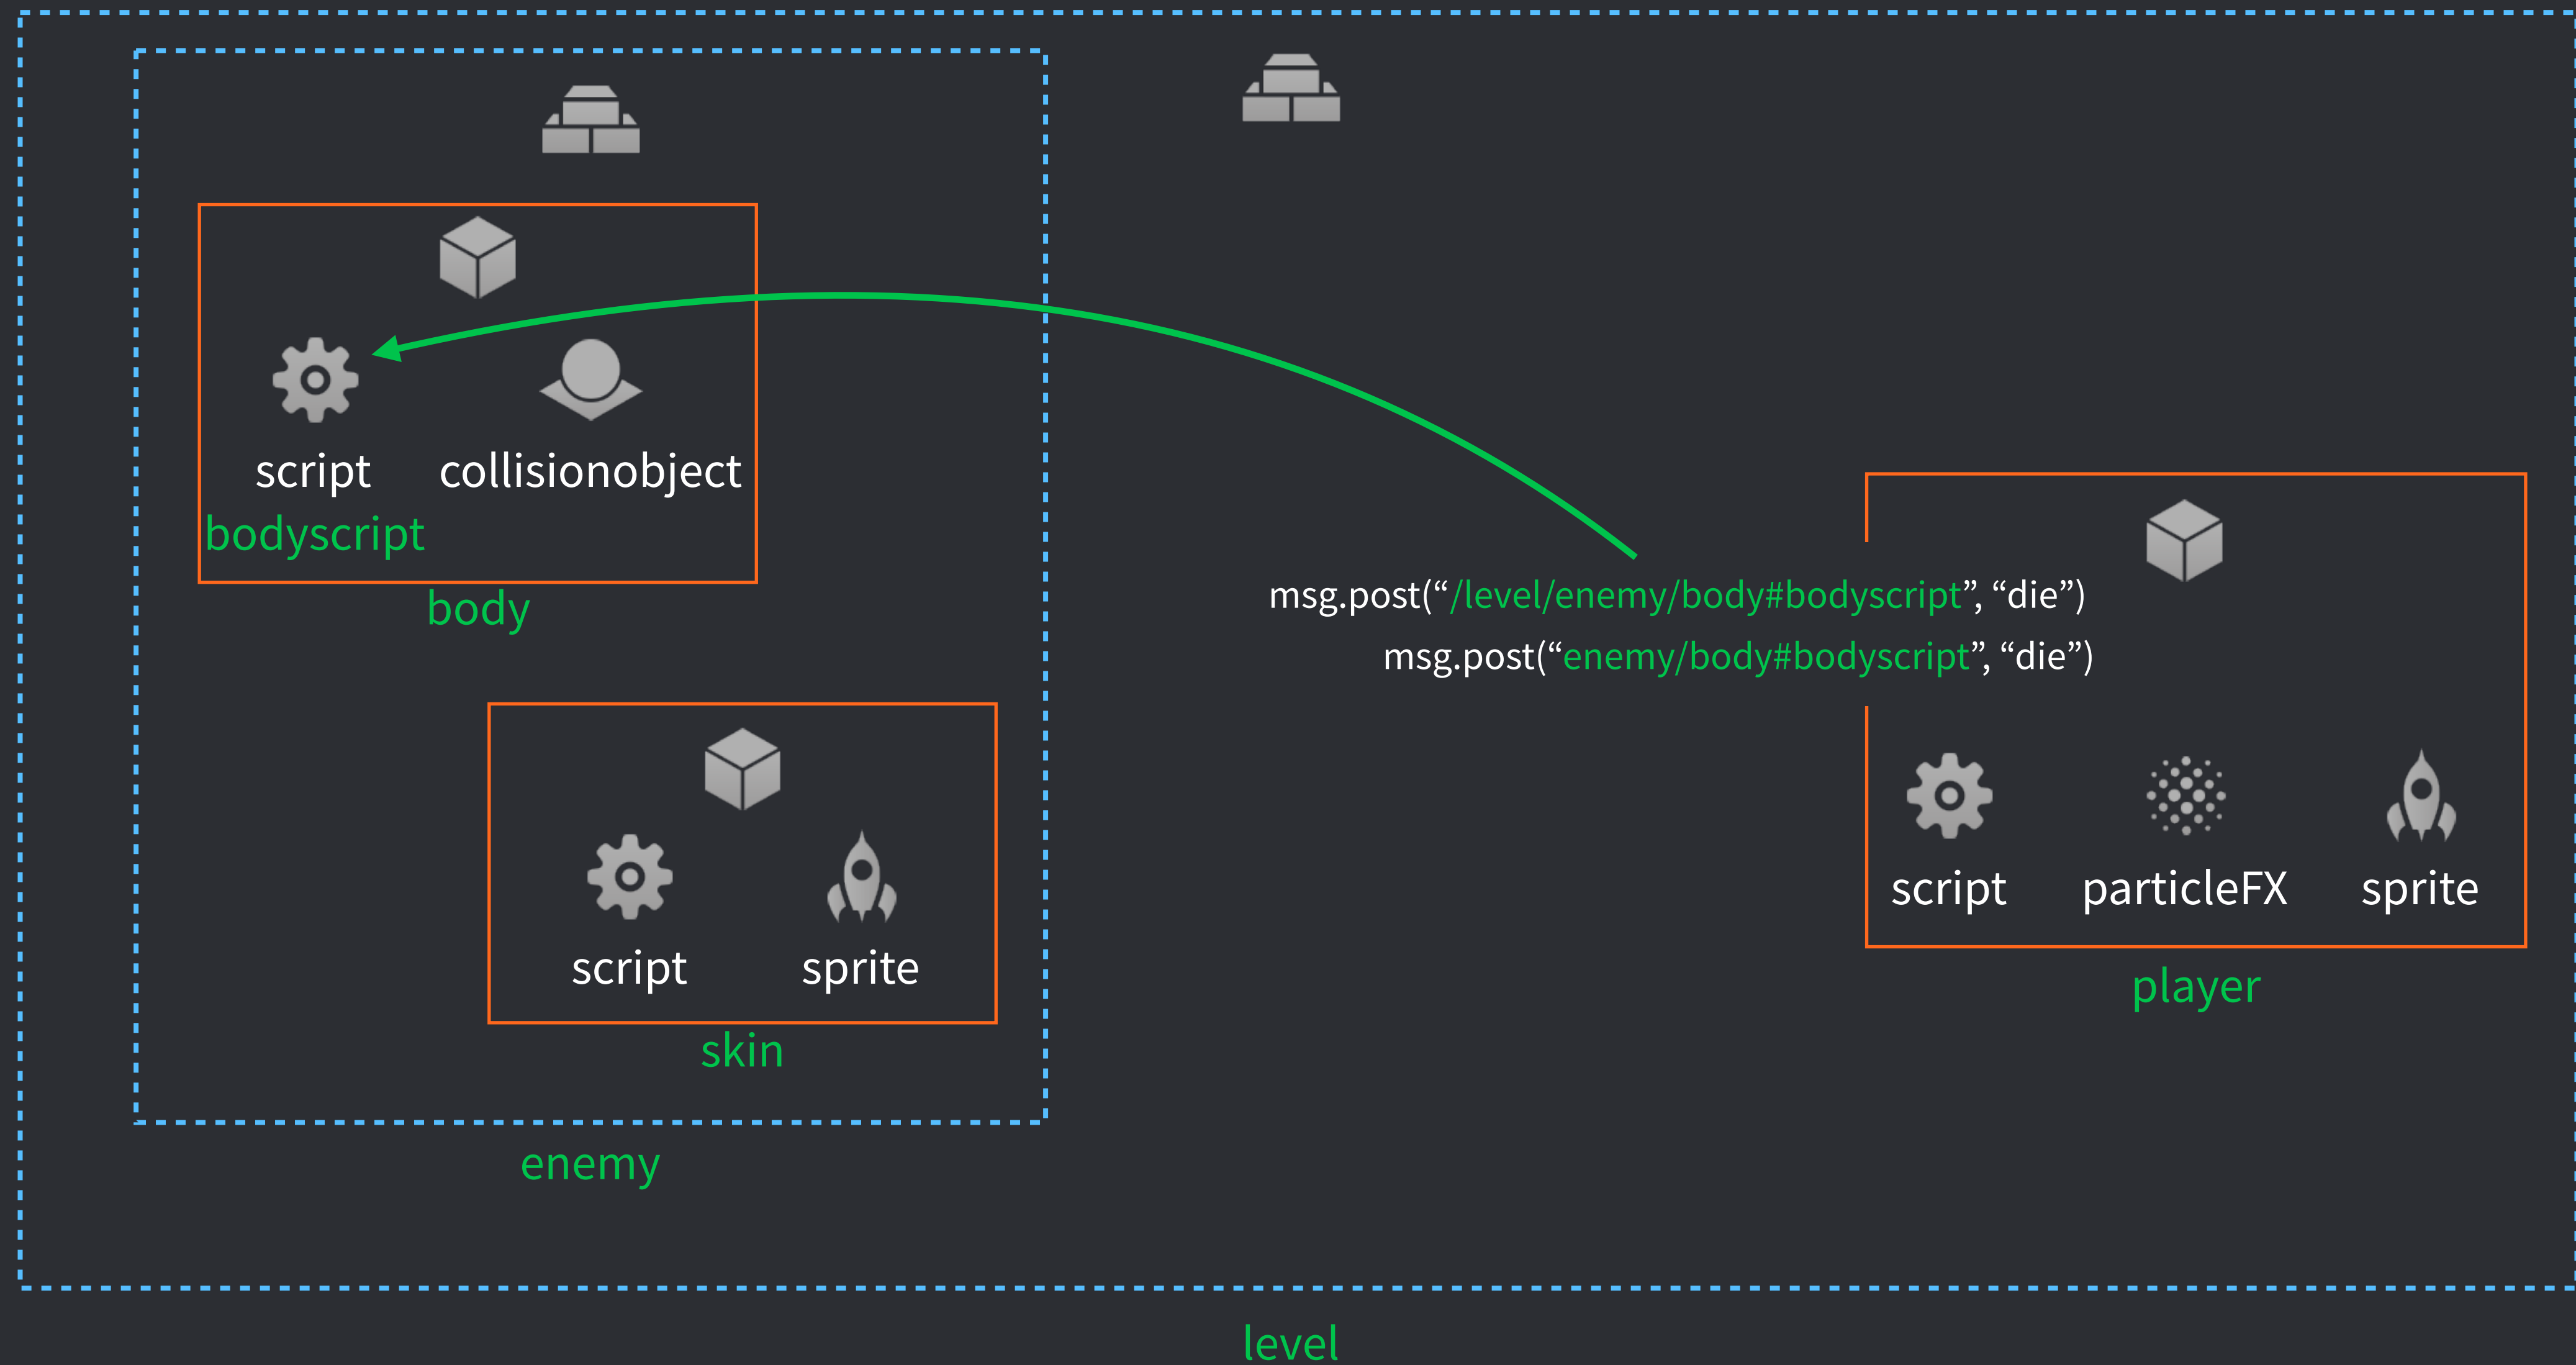 script collisionobject
bodyscript
body
msg.post(“/level/enemy/body#bodyscript”, “die”)
msg.post(“enemy/body#bodyscript”, “die”)
script particleFX sprite
player
script sprite
skin
enemy
level